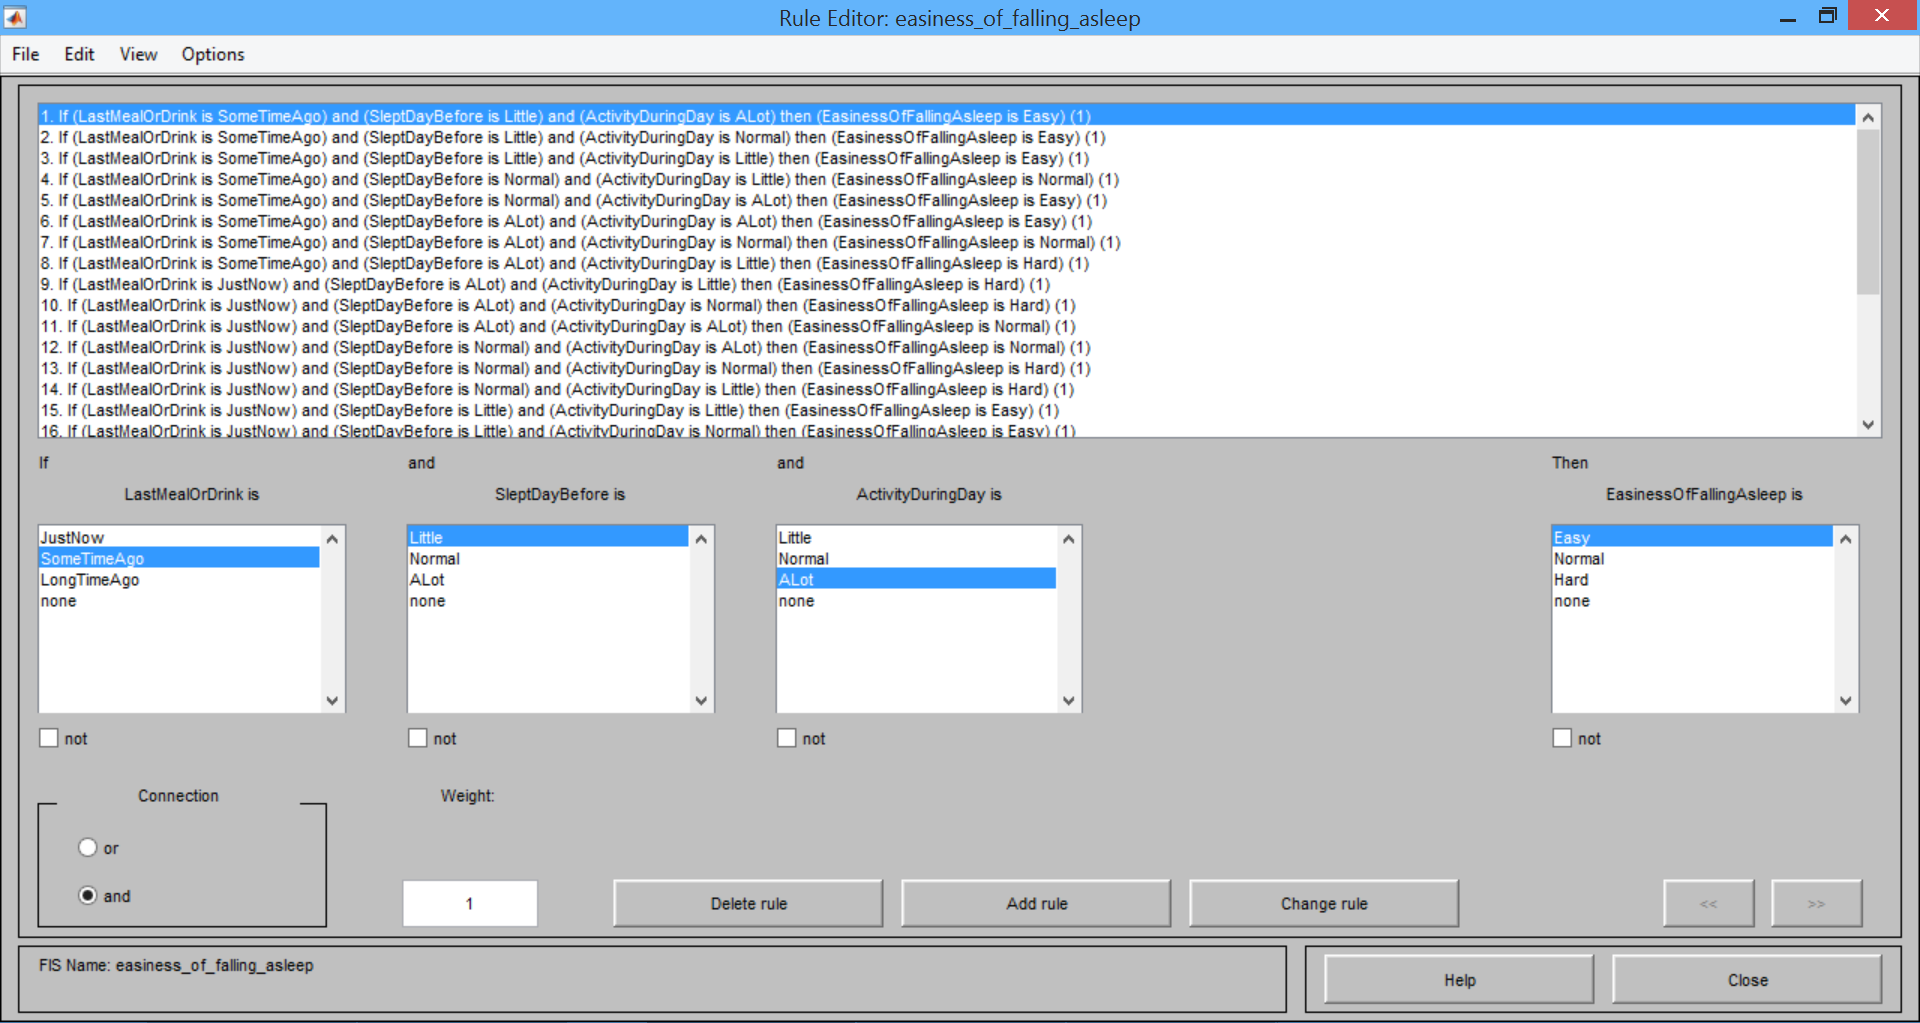 Rule Editor: easiness_of_falling_asleep
File Edit View Options
1. If (LastMealOrDrink is SomeTimeAgo) and (SleptDayBefore is Little) and (ActivityDuringDay is ALot) then (EasinessOfFallingAsleep is Easy) (1)
2. If (LastMealOrDrink is SomeTimeAgo) and (SleptDayBefore is Little) and (ActivityDuringDay is Normal) then (EasinessOfFallingAsleep is Easy) (1)
3. If (LastMealOrDrink is SomeTimeAgo) and (SleptDayBefore is Little) and (ActivityDuringDay is Little) then (EasinessOfFallingAsleep is Easy) (1)
4. If (LastMealOrDrink is SomeTimeAgo) and (SleptDayBefore is Normal) and (ActivityDuringDay is Little) then (EasinessOfFallingAsleep is Normal) (1)
5. If (LastMealOrDrink is SomeTimeAgo) and (SleptDayBefore is Normal) and (ActivityDuringDay is ALot) then (EasinessOfFallingAsleep is Easy) (1)
6. If (LastMealOrDrink is SomeTimeAgo) and (SleptDayBefore is ALot) and (ActivityDuringDay is ALot) then (EasinessOfFallingAsleep is Easy) (1)
7. If (LastMealOrDrink is SomeTimeAgo) and (SleptDayBefore is ALot) and (ActivityDuringDay is Normal) then (EasinessOfFallingAsleep is Normal) (1)
8. If (LastMealOrDrink is SomeTimeAgo) and (SleptDayBefore is ALot) and (ActivityDuringDay is Little) then (EasinessOfFallingAsleep is Hard) (1)
9. If (LastMealOrDrink is JustNow) and (SleptDayBefore is ALot) and (ActivityDuringDay is Little) then (EasinessOfFallingAsleep is Hard) (1)
10. If (LastMealOrDrink is JustNow) and (SleptDayBefore is ALot) and (ActivityDuringDay is Normal) then (EasinessOfFallingAsleep is Hard) (1)
11. If (LastMealOrDrink is JustNow) and (SleptDayBefore is ALot) and (ActivityDuringDay is ALot) then (EasinessOfFallingAsleep is Normal) (1)
12. If (LastMealOrDrink is JustNow) and (SleptDayBefore is Normal) and (ActivityDuringDay is ALot) then (EasinessOfFallingAsleep is Normal) (1)
13. If (LastMealOrDrink is JustNow) and (SleptDayBefore is Normal) and (ActivityDuringDay is Normal) then (EasinessOfFallingAsleep is Hard) (1)
14. If (LastMealOrDrink is JustNow) and (SleptDayBefore is Normal) and (ActivityDuringDay is Little) then (EasinessOfFallingAsleep is Hard) (1)
15. If (LastMealOrDrink is JustNow) and (SleptDayBefore is Little) and (ActivityDuringDay is Little) then (EasinessOfFallingAsleep is Easy) (1)
16. If (LastMealOrDrink is JustNow) and (SleptDayBefore is Little) and (ActivityDuringDay is Normal) then (EasinessOfFallingAsleep is Easy) (1)
If and and Then
LastMealOrDrink is SleptDayBefore is ActivityDuringDay is EasinessOfFallingAsleep is
JustNow Little Little Easy
SomeTimeAgo Normal Normal Normal
LongTimeAgo ALot ALot Hard
none none none none
not not not not
Connection Weight:
or
and
1 Delete rule Add rule Change rule << >>
FIS Name: easiness_of_falling_asleep
Help Close